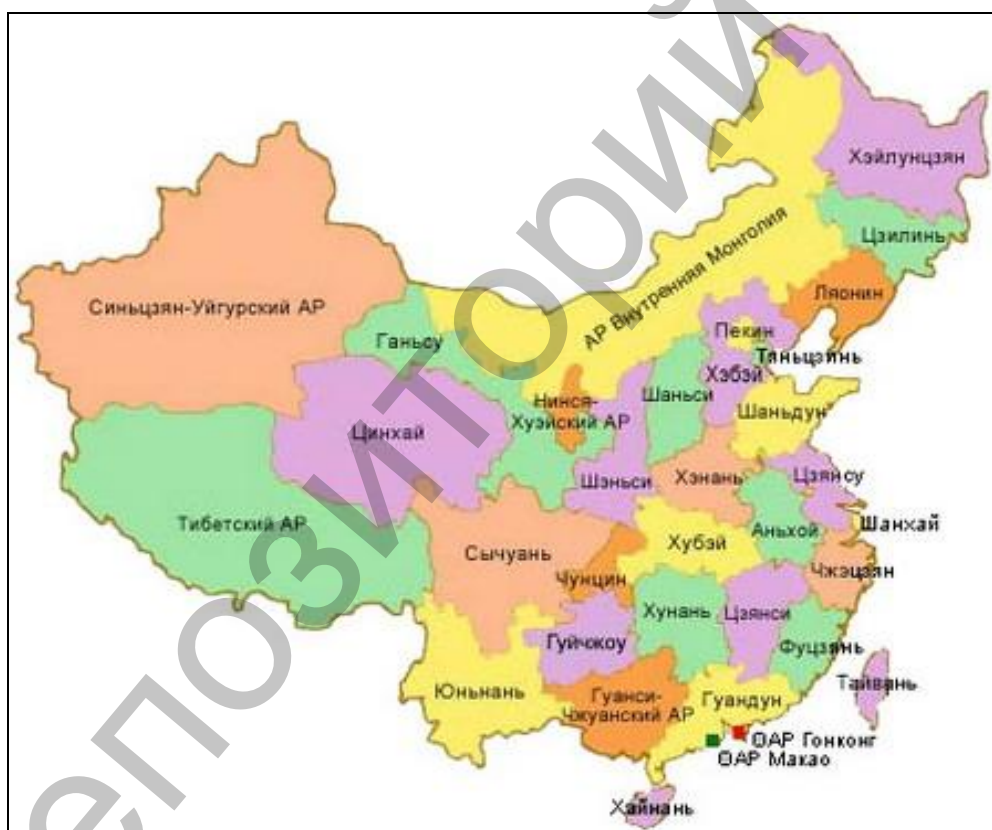 Хэйлунцзян
Цзилинь
Ляонин
АР Внутренняя Монголия
Синьцзян-Уйгурский АР
Ганьсу
Пекин
Тяньцзинь
Хэбэй
Шаньси
Нинся-
Хуэйский АР
Шаньдун
Цинхай
Шэньси
Хэнань
Цзянсу
Тибетский АР
Сычуань
Хубэй
Аньхой
Шанхай
Чунцин
Чжэцзян
Хунань
Цзянси
Гуйчжоу
Фуцзянь
Юньнань
Гуанси-
Чжуанский АР
Гуандун
Тайвань
ОАР Гонконг
ОАР Макао
Хайнань
епозиторий